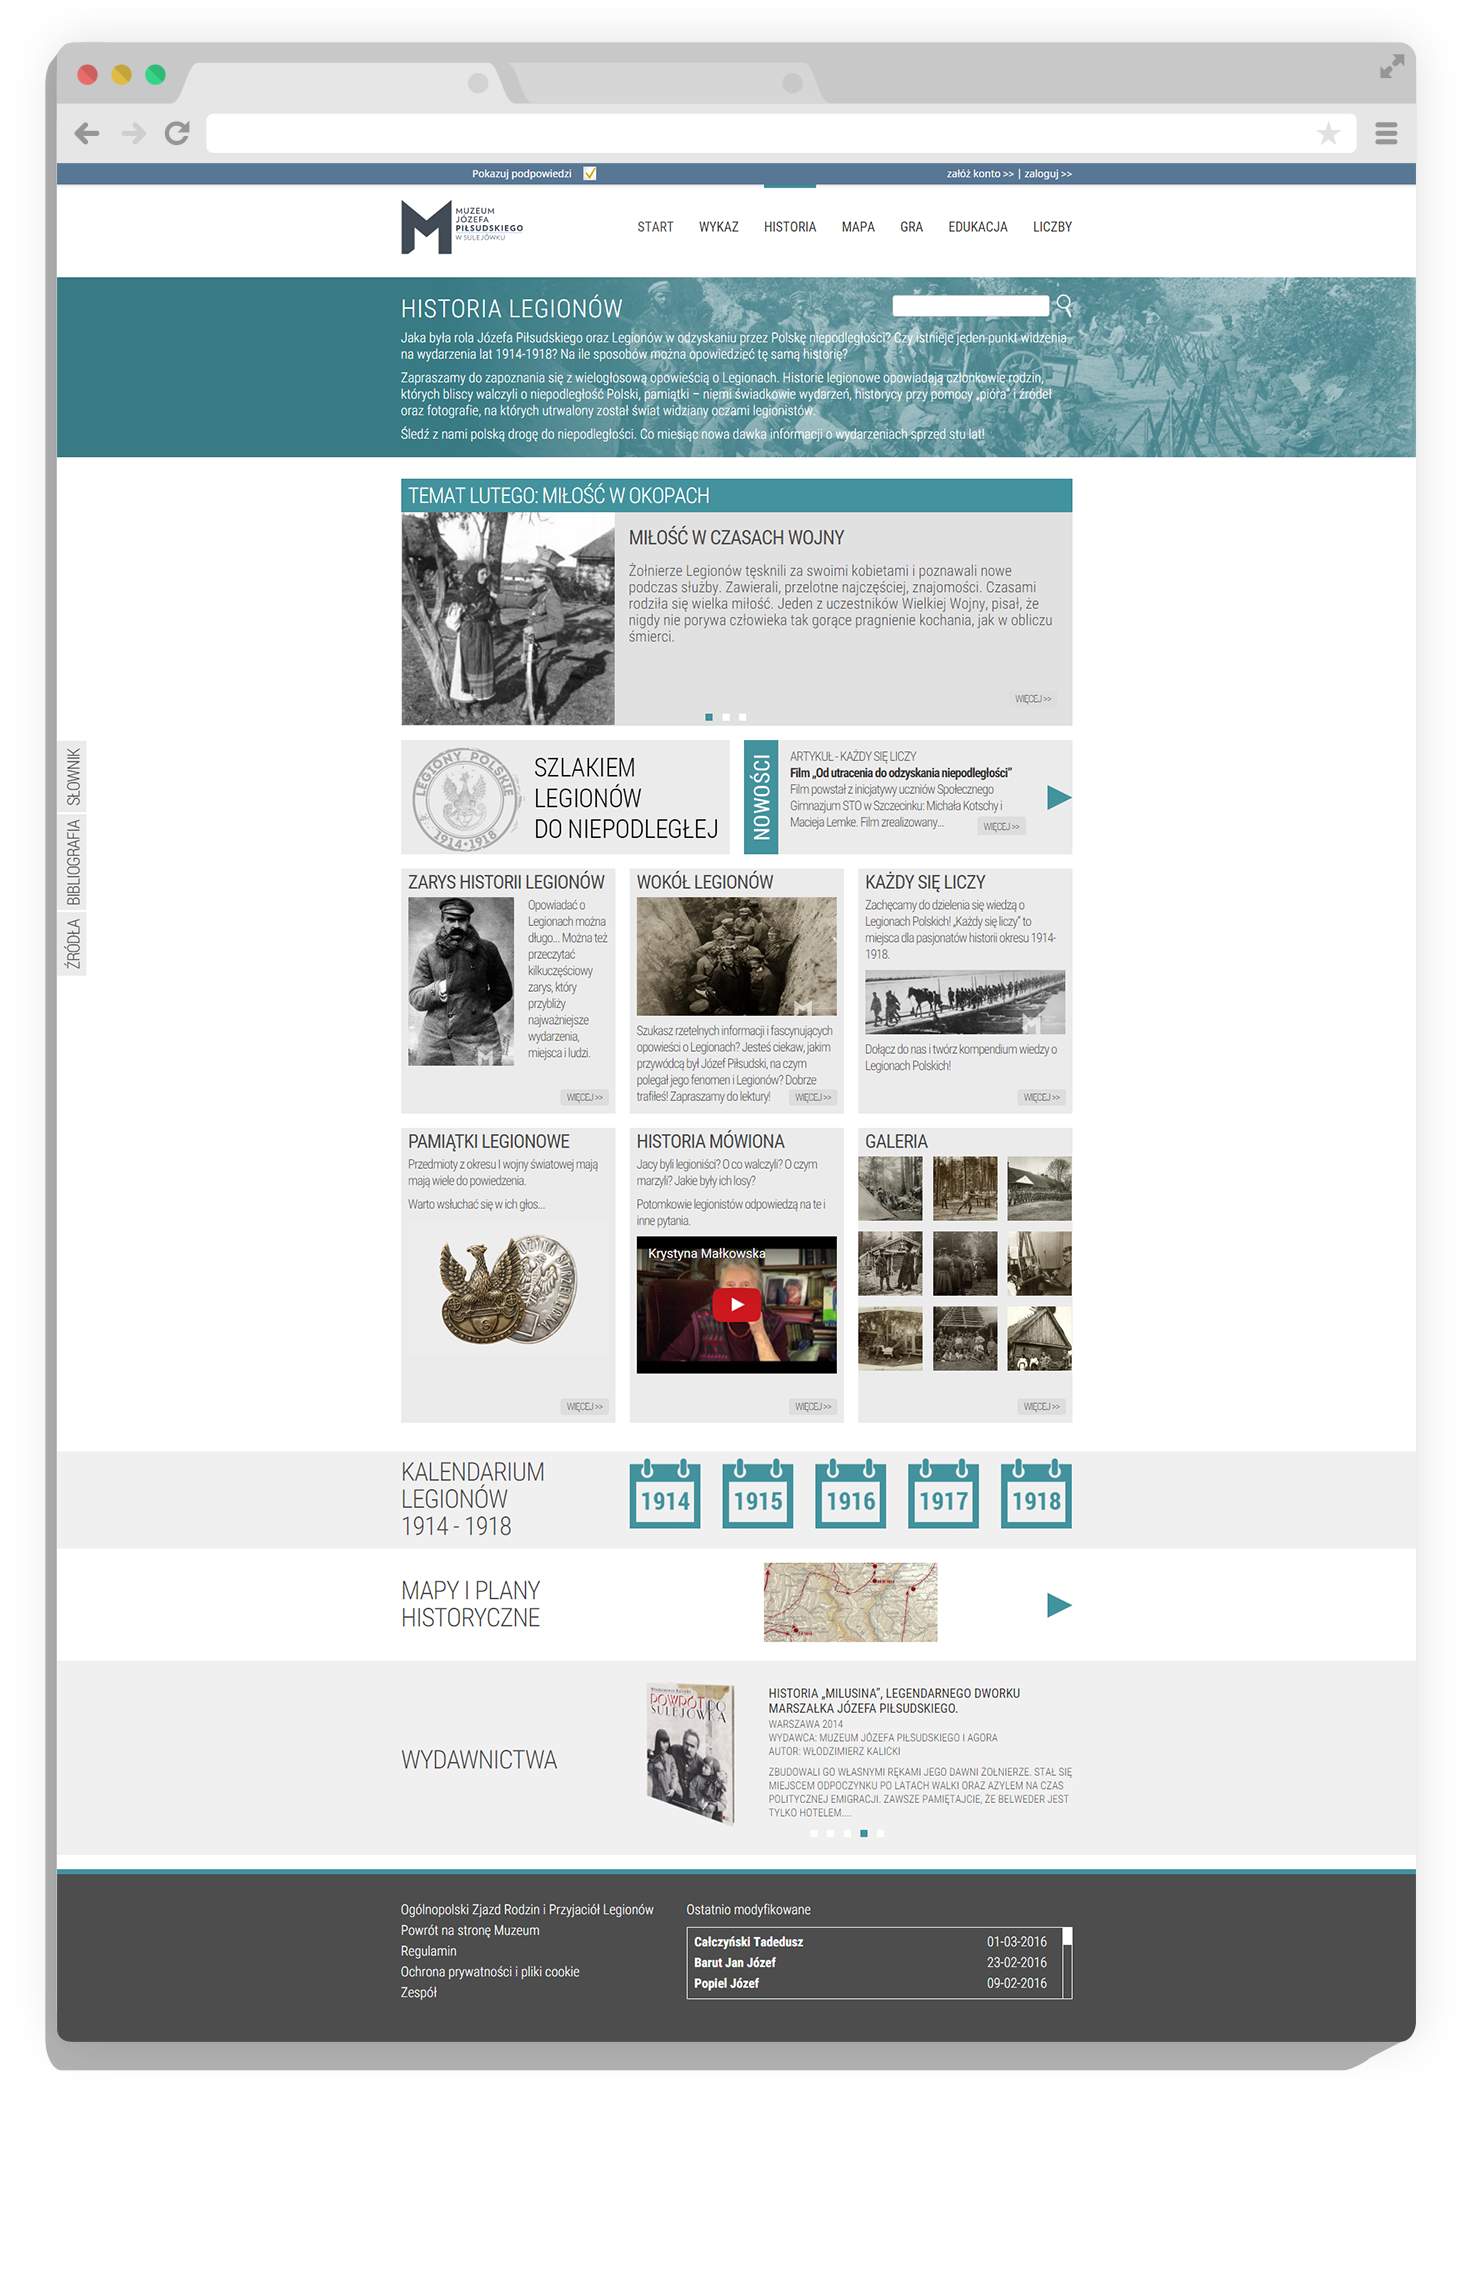 Pokazuj podpowiedzi
załóż konto >> | zaloguj >>
MUZEUM
JÓZEFA
PIŁSUDSKIEGO
W SULEJÓWKU
START WYKAZ HISTORIA MAPA GRA EDUKACJA LICZBY
HISTORIA LEGIONÓW
Jaka była rola Józefa Piłsudskiego oraz Legionów w odzyskaniu przez Polskę niepodległości? Czy istnieje jeden punkt widzenia
na wydarzenia lat 1914-1918? Na ile sposobów można opowiedzieć tę samą historię?
Zapraszamy do zapoznania się z wielogłosową opowieścią o Legionach. Historie legionowe opowiadają członkowie rodzin,
których bliscy walczyli o niepodległość Polski, pamiątki – niemi świadkowie wydarzeń, historycy przy pomocy „pióra” i źródeł
oraz fotografie, na których utrwalony został świat widziany oczami legionistów.
Śledź z nami polską drogę do niepodległości. Co miesiąc nowa dawka informacji o wydarzeniach sprzed stu lat!
TEMAT LUTEGO: MIŁOŚĆ W OKOPACH
MIŁOŚĆ W CZASACH WOJNY
Żołnierze Legionów tęsknili za swoimi kobietami i poznawali nowe
podczas służby. Zawierali, przelotne najczęściej, znajomości. Czasami
rodziła się wielka miłość. Jeden z uczestników Wielkiej Wojny, pisał, że
nigdy nie porywa człowieka tak gorące pragnienie kochania, jak w obliczu
śmierci.
WIĘCEJ >>
SŁOWNIK
BIBLIOGRAFIA
ŹRÓDŁA
LEGIONY POLSKIE
1914-1918
SZLAKIEM
LEGIONÓW
DO NIEPODLEGŁEJ
NOWOŚCI
ARTYKUŁ - KAŻDY SIĘ LICZY
Film „Od utracenia do odzyskania niepodległości”
Film powstał z inicjatywy uczniów Społecznego
Gimnazjum STO w Szczecinku: Michała Kotschy i
Macieja Lemke. Film zrealizowany...
WIĘCEJ >>
ZARYS HISTORII LEGIONÓW
Opowiadać o
Legionach można
długo... Można też
przeczytać
kilkuczęściowy
zarys, który
przybliży
najważniejsze
wydarzenia,
miejsca i ludzi.
WIĘCEJ >>
WOKÓŁ LEGIONÓW
Szukasz rzetelnych informacji i fascynujących
opowieści o Legionach? Jesteś ciekaw, jakim
przywódcą był Józef Piłsudski, na czym
polegał jego fenomen i Legionów? Dobrze
trafiłeś! Zapraszamy do lektury!
WIĘCEJ >>
KAŻDY SIĘ LICZY
Zachęcamy do dzielenia się wiedzą o
Legionach Polskich! „Każdy się liczy” to
miejsca dla pasjonatów historii okresu 1914-
1918.
Dołącz do nas i twórz kompendium wiedzy o
Legionach Polskich!
WIĘCEJ >>
PAMIĄTKI LEGIONOWE
Przedmioty z okresu I wojny światowej mają
mają wiele do powiedzenia.
Warto wsłuchać się w ich głos...
WIĘCEJ >>
HISTORIA MÓWIONA
Jacy byli legioniści? O co walczyli? O czym
marzyli? Jakie były ich losy?
Potomkowie legionistów odpowiedzą na te i
inne pytania.
Krystyna Małkowska
WIĘCEJ >>
GALERIA
WIĘCEJ >>
KALENDARIUM
LEGIONÓW
1914 - 1918
1914 1915 1916 1917 1918
MAPY I PLANY
HISTORYCZNE
WYDAWNICTWA
POWRÓT DO
SULEJÓWKA
HISTORIA „MILUSINA”, LEGENDARNEGO DWORKU
MARSZAŁKA JÓZEFA PIŁSUDSKIEGO.
WARSZAWA 2014
WYDAWCA: MUZEUM JÓZEFA PIŁSUDSKIEGO I AGORA
AUTOR: WŁODZIMIERZ KALICKI
ZBUDOWALI GO WŁASNYMI RĘKAMI JEGO DAWNI ŻOŁNIERZE. STAŁ SIĘ
MIEJSCEM ODPOCZYNKU PO LATACH WALKI ORAZ AZYLEM NA CZAS
POLITYCZNEJ EMIGRACJI. ZAWSZE PAMIĘTAJCIE, ŻE BELWEDER JEST
TYLKO HOTELEM....
Ogólnopolski Zjazd Rodzin i Przyjaciół Legionów
Powrót na stronę Muzeum
Regulamin
Ochrona prywatności i pliki cookie
Zespół
Ostatnio modyfikowane
Całczyński Tadedusz 01-03-2016
Barut Jan Józef 23-02-2016
Popiel Józef 09-02-2016